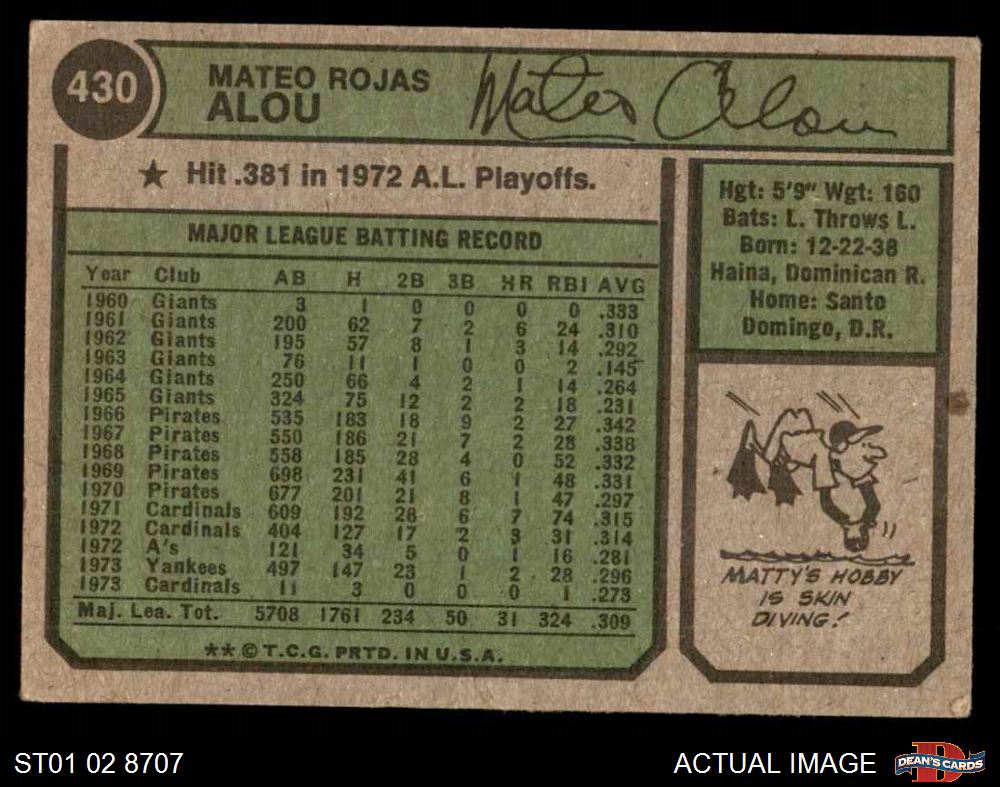 430
MATEO ROJAS
ALOU
Mateo Alou
★ Hit .381 in 1972 A.L. Playoffs.
MAJOR LEAGUE BATTING RECORD
Year Club AB H 2B 3B HR RBI AVG
1960 Giants 3 1 0 0 0 0 .333
1961 Giants 200 62 7 2 6 24 .310
1962 Giants 195 57 8 1 3 14 .292
1963 Giants 76 11 1 0 0 2 .145
1964 Giants 250 66 4 2 1 14 .264
1965 Giants 324 75 12 2 2 18 .231
1966 Pirates 535 183 18 9 2 27 .342
1967 Pirates 550 186 21 7 2 28 .338
1968 Pirates 558 185 28 4 0 52 .332
1969 Pirates 698 231 41 6 1 48 .331
1970 Pirates 677 201 21 8 1 47 .297
1971 Cardinals 609 192 28 6 7 74 .315
1972 Cardinals 404 127 17 2 3 31 .314
1972 A's 121 34 5 0 1 16 .281
1973 Yankees 497 147 23 1 2 28 .296
1973 Cardinals 11 3 0 0 0 1 .273
Maj. Lea. Tot. 5708 1761 234 50 31 324 .309
** © T.C.G. PRTD. IN U.S.A.
Hgt: 5'9" Wgt: 160
Bats: L. Throws L.
Born: 12-22-38
Haina, Dominican R.
Home: Santo
Domingo, D.R.
MATTY'S HOBBY
IS SKIN
DIVING!
ST01 02 8707
ACTUAL IMAGE
DEAN'S CARDS